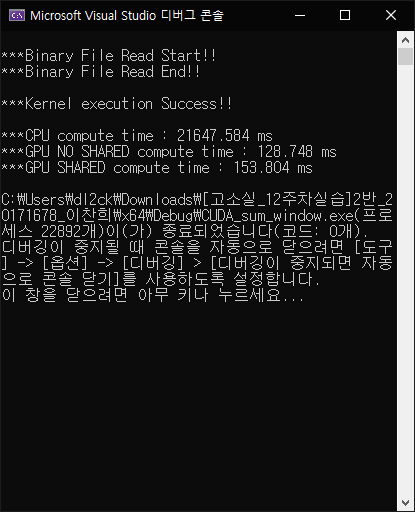 Microsoft Visual Studio 디버그 콘솔
***Binary File Read Start!!
***Binary File Read End!!
***Kernel execution Success!!
***CPU compute time : 21647.584 ms
***GPU NO SHARED compute time : 128.748 ms
***GPU SHARED compute time : 153.804 ms
C:₩Users₩dl2ck₩Downloads₩[고소실_12주차실습]2반_2
0171678_이찬희₩x64₩Debug₩CUDA_sum_window.exe(프로
세스 22892개)이(가) 종료되었습니다(코드: 0개).
디버깅이 중지될 때 콘솔을 자동으로 닫으려면 [도구
] -> [옵션] -> [디버깅] > [디버깅이 중지되면 자동
으로 콘솔 닫기]를 사용하도록 설정합니다.
이 창을 닫으려면 아무 키나 누르세요...